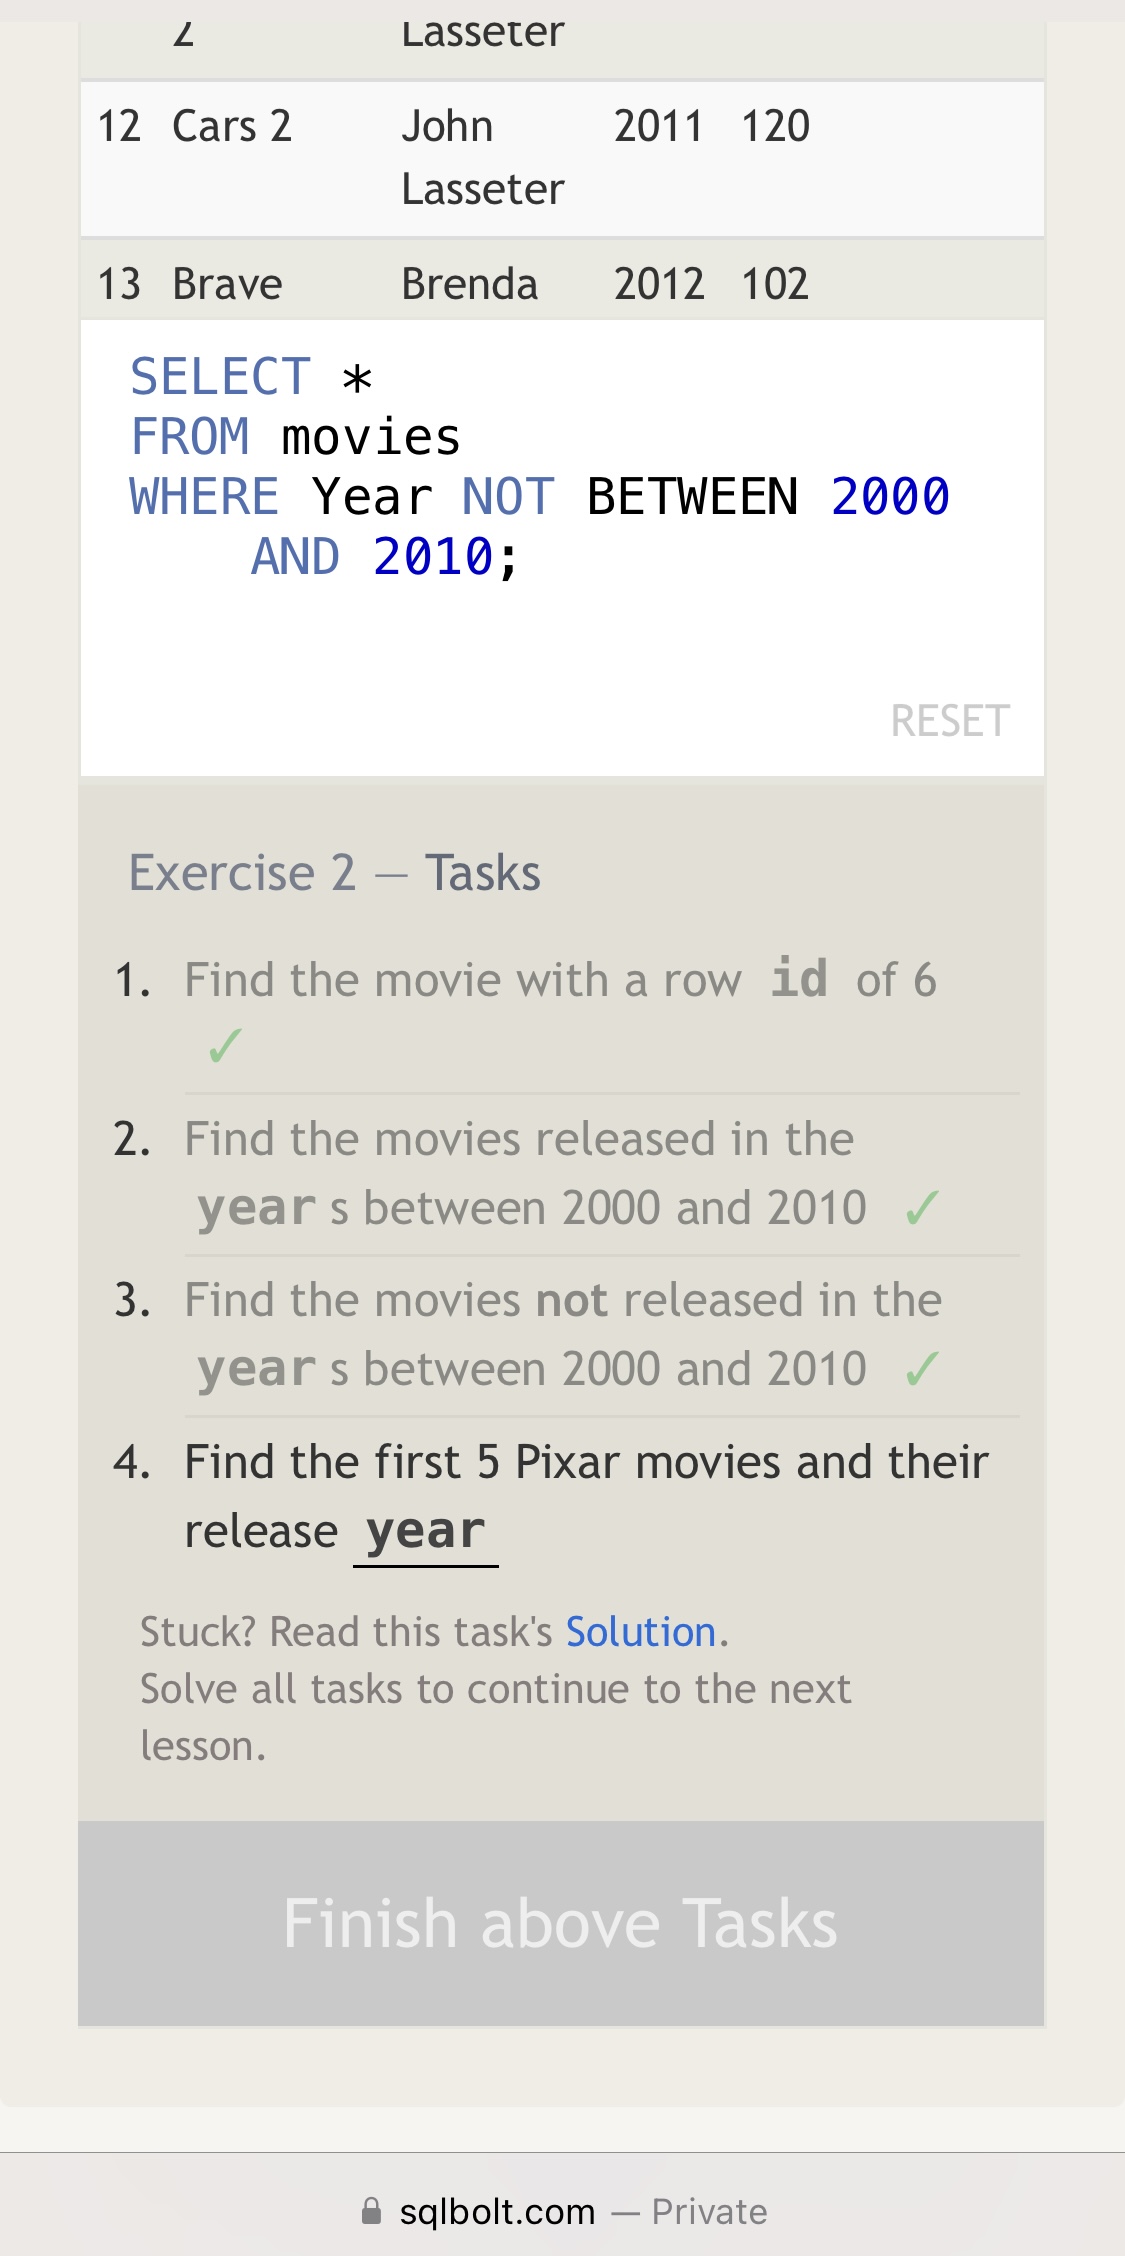 2 Lasseter
12 Cars 2 John 2011 120
Lasseter
13 Brave Brenda 2012 102
SELECT *
FROM movies
WHERE Year NOT BETWEEN 2000
AND 2010;
RESET
Exercise 2 — Tasks
1. Find the movie with a row id of 6
✓
2. Find the movies released in the
year s between 2000 and 2010 ✓
3. Find the movies not released in the
year s between 2000 and 2010 ✓
4. Find the first 5 Pixar movies and their
release year
Stuck? Read this task's Solution.
Solve all tasks to continue to the next
lesson.
Finish above Tasks
sqlbolt.com — Private